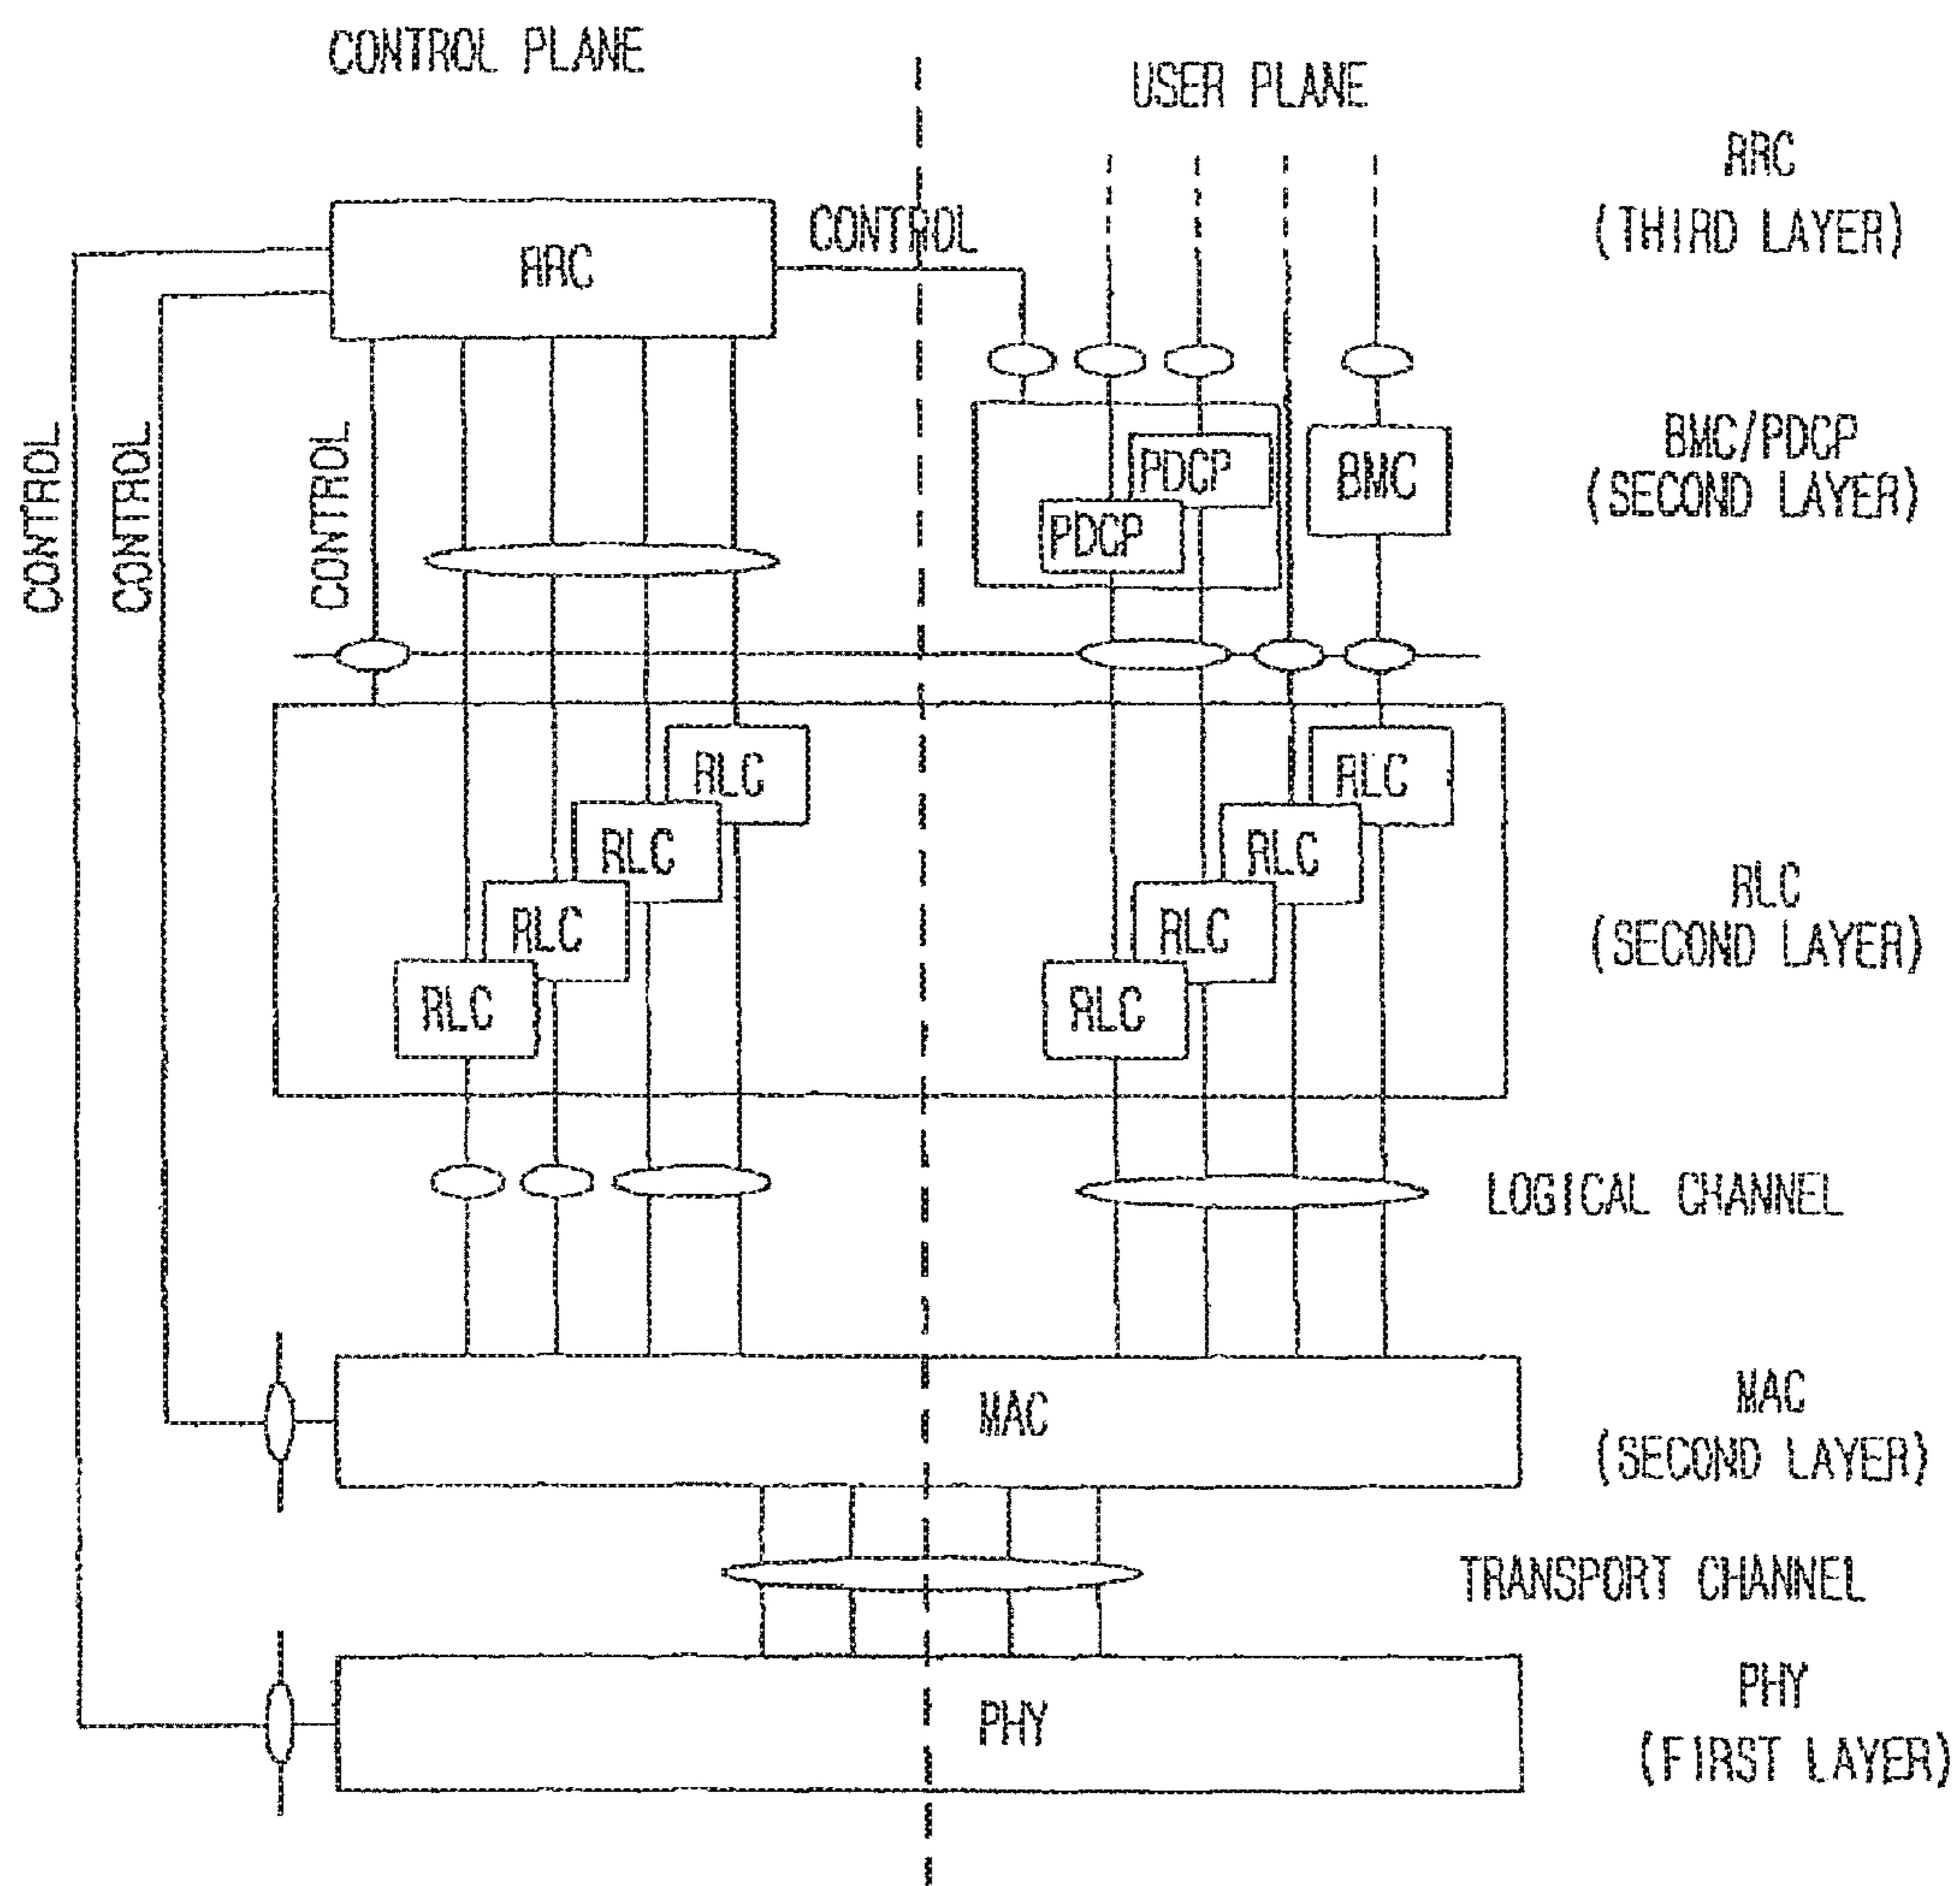 CONTROL PLANE
USER PLANE
RRC
(THIRD LAYER)
RRC
CONTROL
CONTROL
CONTROL
CONTROL
PDCP
PDCP
BMC
BMC/PDCP
(SECOND LAYER)
RLC
RLC
RLC
RLC
RLC
RLC
RLC
RLC
RLC
(SECOND LAYER)
LOGICAL CHANNEL
MAC
MAC
(SECOND LAYER)
TRANSPORT CHANNEL
PHY
PHY
(FIRST LAYER)